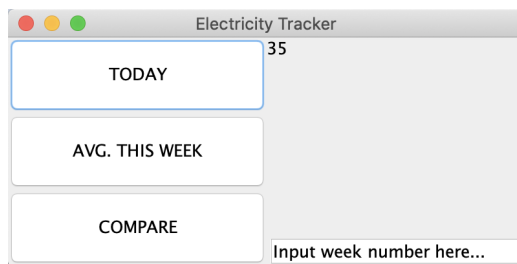 Electricity Tracker
TODAY
35
AVG. THIS WEEK
COMPARE
Input week number here...